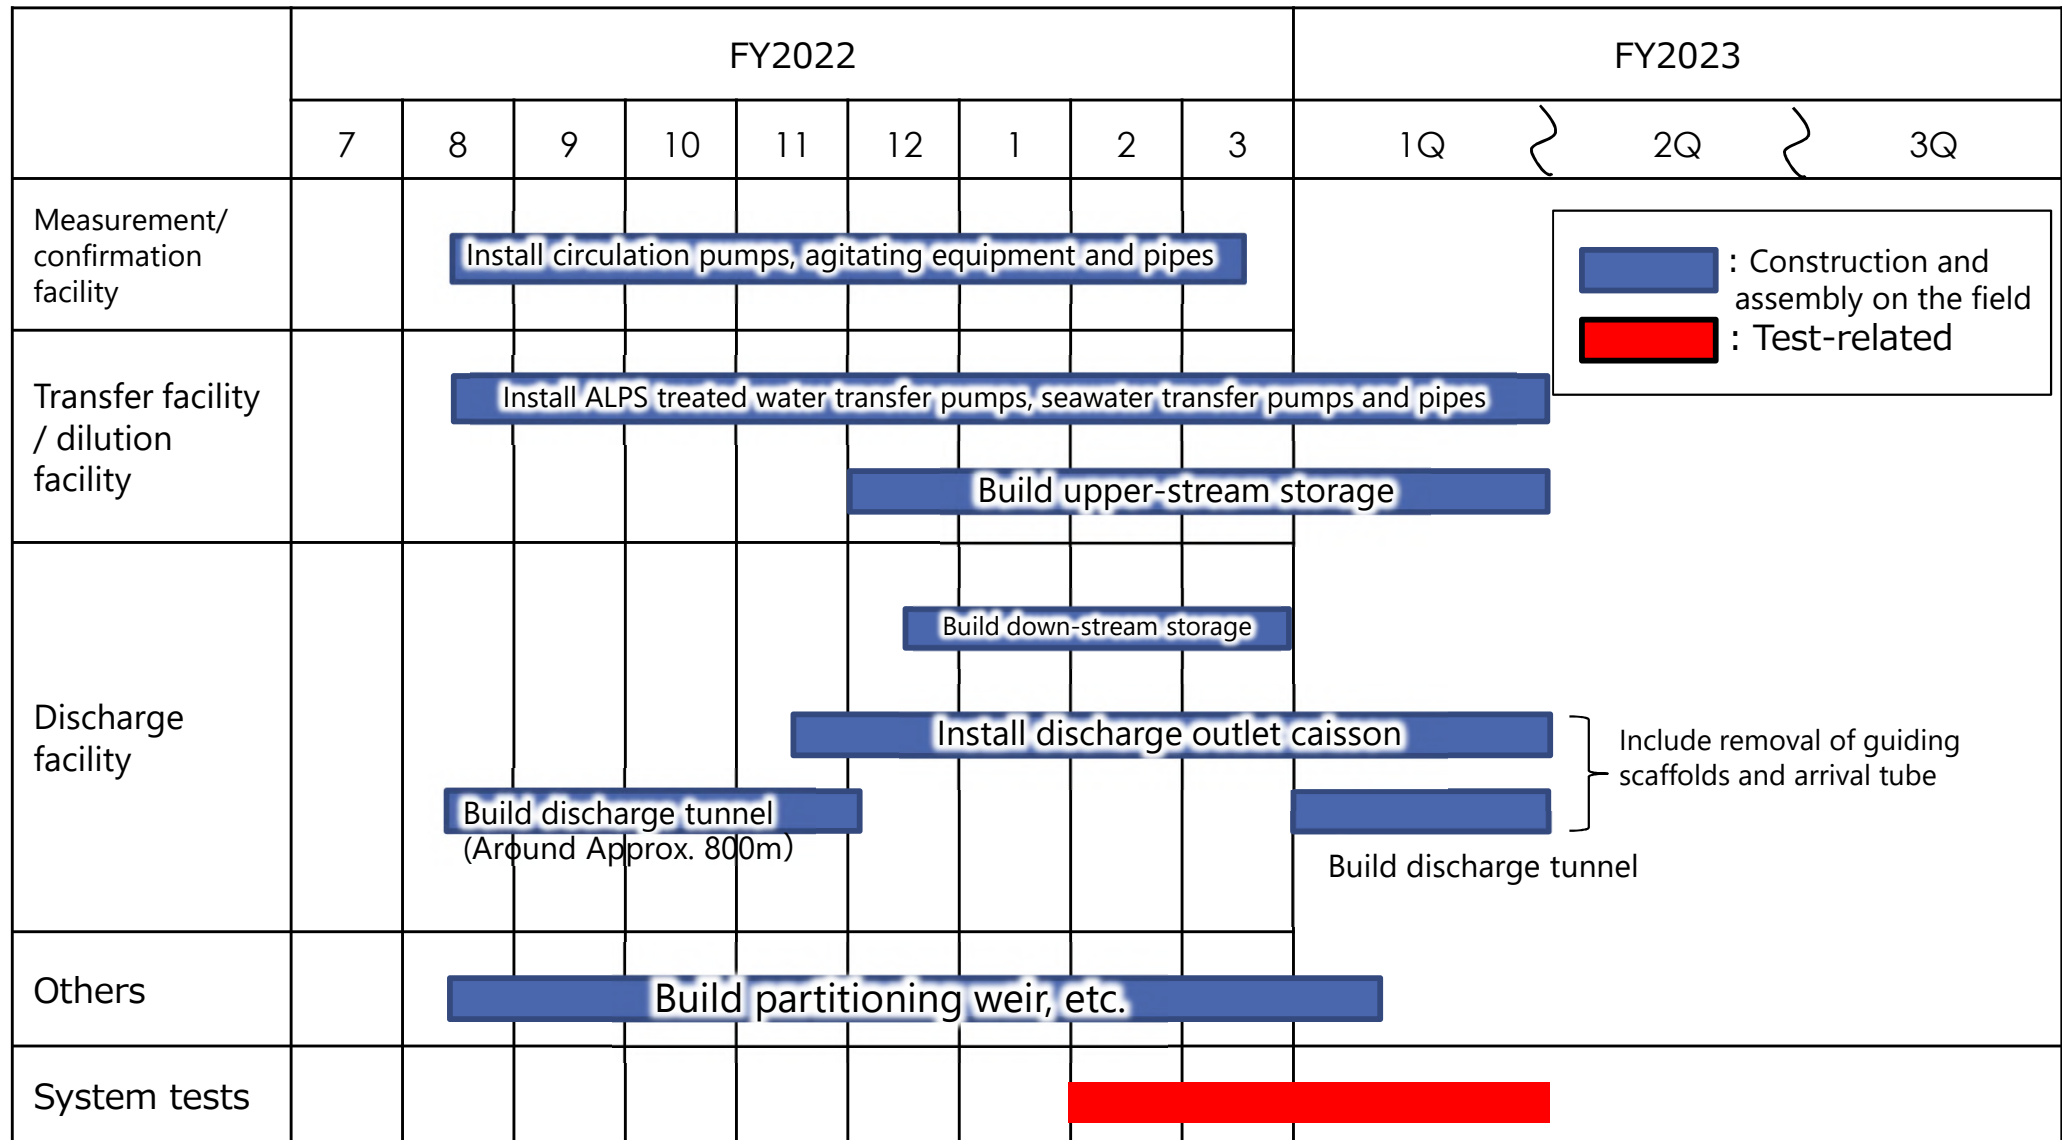 FY2022
FY2023
7
8
9
10
11
12
1
2
3
1Q
2Q
3Q
Measurement/
confirmation
facility
Install circulation pumps, agitating equipment and pipes
: Construction and
assembly on the field
: Test-related
Transfer facility
/ dilution
facility
Install ALPS treated water transfer pumps, seawater transfer pumps and pipes
Build upper-stream storage
Discharge
facility
Build down-stream storage
Install discharge outlet caisson
Include removal of guiding
scaffolds and arrival tube
Build discharge tunnel
(Around Approx. 800m)
Build discharge tunnel
Others
Build partitioning weir, etc.
System tests